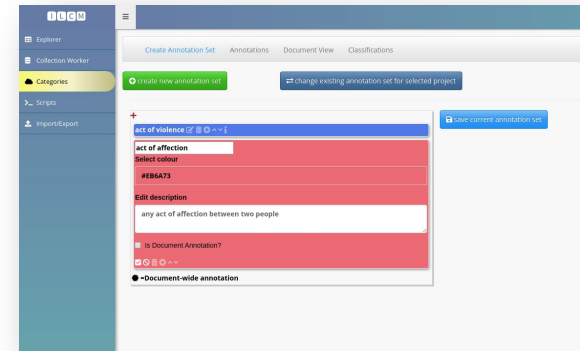 ILCM
Explorer
Collection Worker
Categories
Scripts
Import/Export
Create Annotation Set Annotations Document View Classifications
create new annotation set
change existing annotation set for selected project
save current annotation set
act of violence
act of affection
Select colour
#EB6A73
Edit description
any act of affection between two people
Is Document Annotation?
=Document-wide annotation